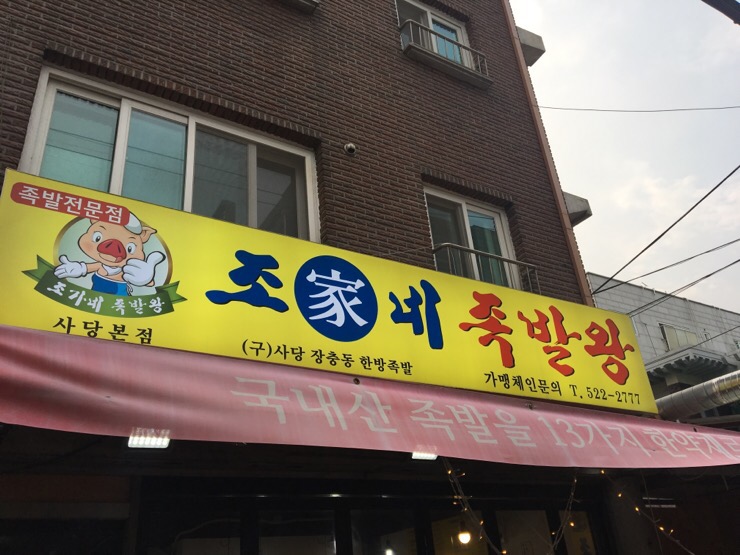 족발전문점
조가네 족발왕
사당본점
조家네 족발왕
(구)사당 장충동 한방족발
가맹체인문의 T. 522-2777
국내산 족발을 13가지 한약재